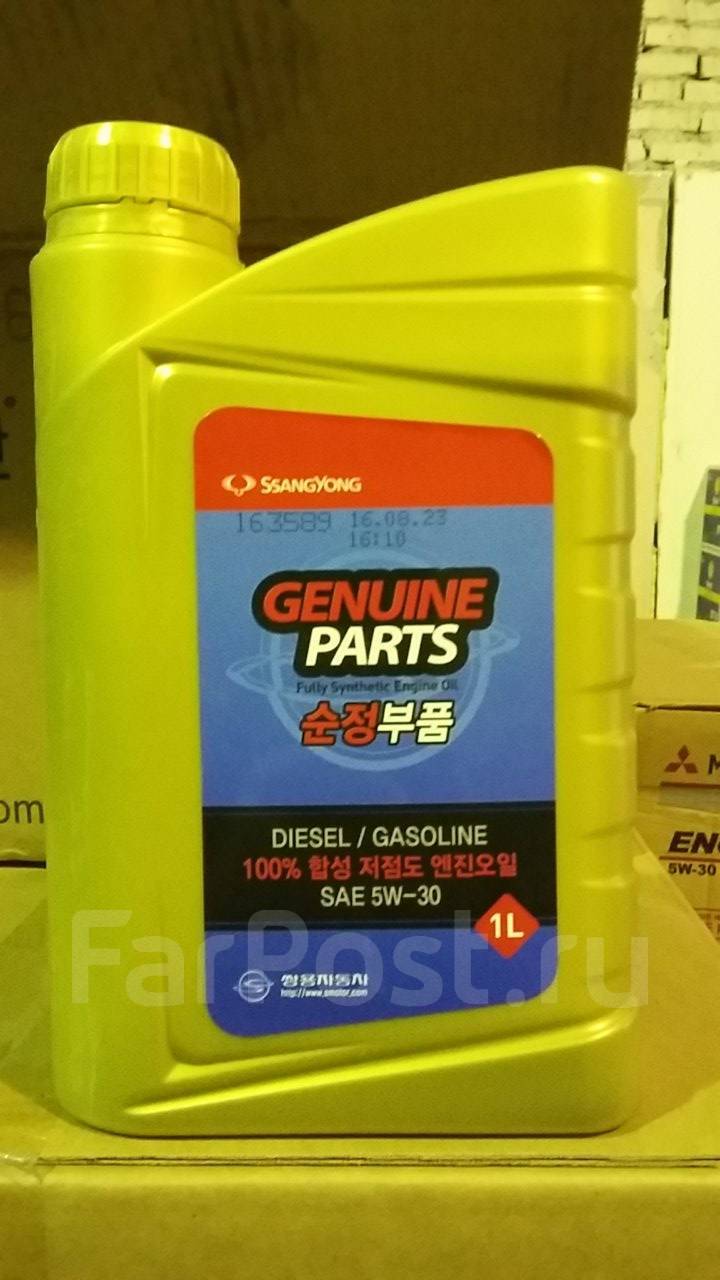 SSANGYONG
163589 16.08.23
16:10
GENUINE
PARTS
Fully Synthetic Engine Oil
순정부품
DIESEL / GASOLINE
100% 합성 저점도 엔진오일
SAE 5W-30
1L
쌍용자동차
http://www.smotor.com
FarPost.ru
om
M
EN
5W-30